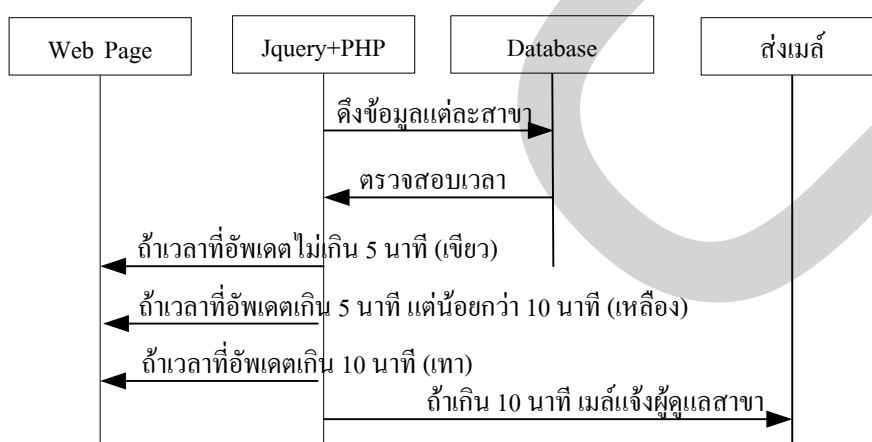 Web Page
Jquery+PHP
Database
ส่งเมล์
ดึงข้อมูลแต่ละสาขา
ตรวจสอบเวลา
ถ้าเวลาที่อัพเดตไม่เกิน 5 นาที (เขียว)
ถ้าเวลาที่อัพเดตเกิน 5 นาที แต่น้อยกว่า 10 นาที (เหลือง)
ถ้าเวลาที่อัพเดตเกิน 10 นาที (เทา)
ถ้าเกิน 10 นาที เมล์แจ้งผู้ดูแลสาขา